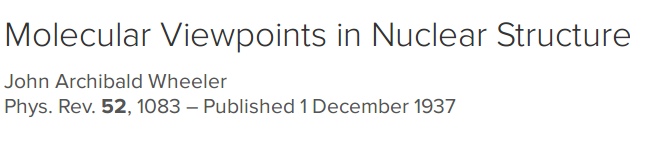 Molecular Viewpoints in Nuclear Structure
John Archibald Wheeler
Phys. Rev. 52, 1083 – Published 1 December 1937